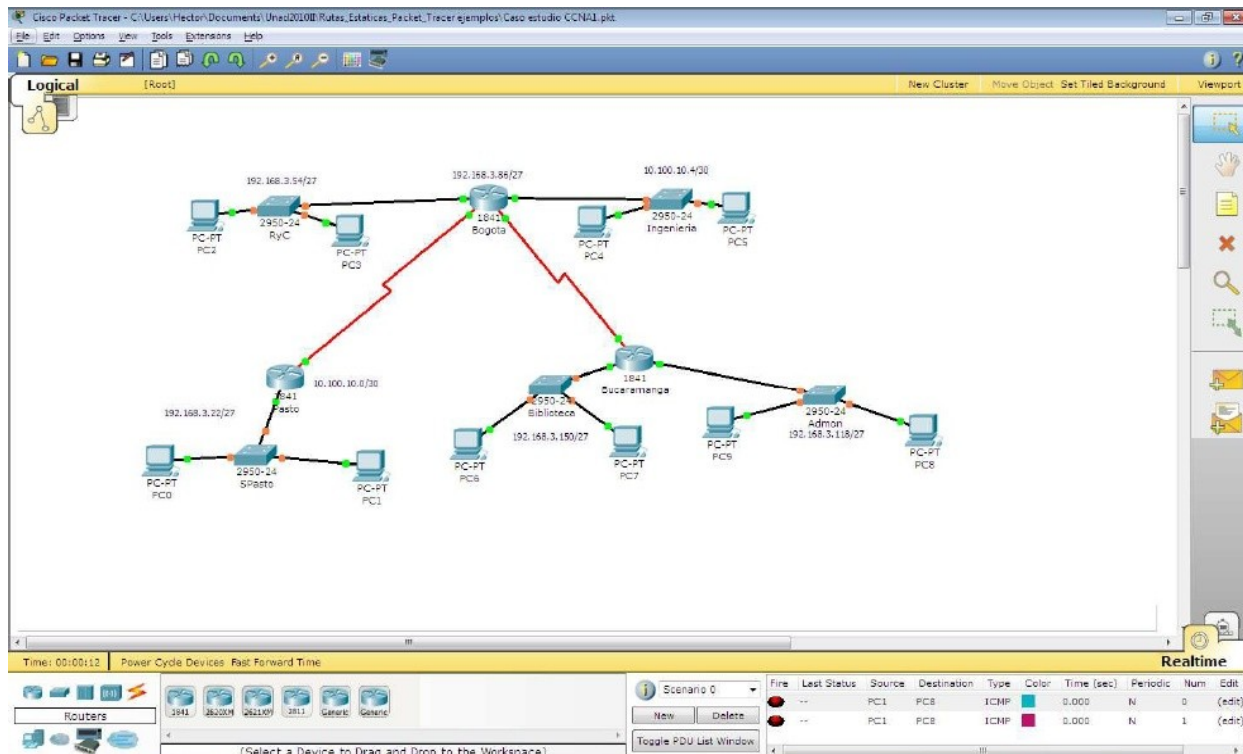 Cisco Packet Tracer - C:\Users\Hector\Documents\Unad2010II\Rutas_Estaticas_Packet_Tracer ejemplos\Caso estudio CCNA1.pkt
File Edit Options View Tools Extensions Help
Logical [Root] New Cluster Move Object Set Tiled Background Viewport
192.168.3.54/27
192.168.3.86/27
10.100.10.4/30
2950-24
RyC
1841
Bogota
2950-24
Ingenieria
PC-PT
PC2
PC-PT
PC3
PC-PT
PC4
PC-PT
PC5
1841
Pasto
10.100.10.0/30
1841
Bucaramanga
192.168.3.22/27
2950-24
Biblioteca
2950-24
Admon
192.168.3.150/27
192.168.3.118/27
PC-PT
PC0
2950-24
SPasto
PC-PT
PC1
PC-PT
PC6
PC-PT
PC7
PC-PT
PC9
PC-PT
PC8
Time: 00:00:12 Power Cycle Devices Fast Forward Time Realtime
Routers
1841 2620XM 2621XM 2811 Generic Generic
(Select a Device to Drag and Drop to the Workspace)
Scenario 0
New Delete
Toggle PDU List Window
Fire Last Status Source Destination Type Color Time (sec) Periodic Num Edit
-- PC1 PC8 ICMP 0.000 N 0 (edit)
-- PC1 PC8 ICMP 0.000 N 1 (edit)